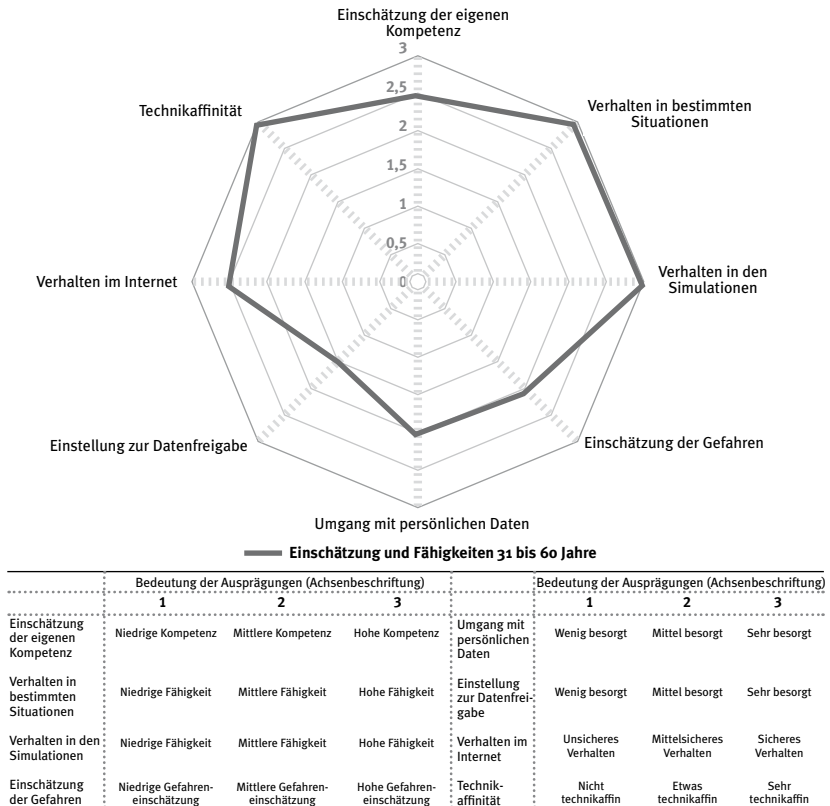 Einschätzung der eigenen
Kompetenz
3
2,5
2
1,5
1
0,5
0
Technikaffinität
Verhalten in bestimmten
Situationen
Verhalten im Internet
Verhalten in den
Simulationen
Einstellung zur Datenfreigabe
Einschätzung der Gefahren
Umgang mit persönlichen Daten
Einschätzung und Fähigkeiten 31 bis 60 Jahre
Bedeutung der Ausprägungen (Achsenbeschriftung) Bedeutung der Ausprägungen (Achsenbeschriftung)
1 2 3 1 2 3
Einschätzung
der eigenen
Kompetenz
Niedrige Kompetenz Mittlere Kompetenz Hohe Kompetenz
Umgang mit
persönlichen
Daten
Wenig besorgt Mittel besorgt Sehr besorgt
Verhalten in
bestimmten
Situationen
Niedrige Fähigkeit Mittlere Fähigkeit Hohe Fähigkeit
Einstellung
zur Datenfrei-
gabe
Wenig besorgt Mittel besorgt Sehr besorgt
Verhalten in den
Simulationen
Niedrige Fähigkeit Mittlere Fähigkeit Hohe Fähigkeit
Verhalten im
Internet
Unsicheres
Verhalten
Mittelsicheres
Verhalten
Sicheres
Verhalten
Einschätzung
der Gefahren
Niedrige Gefahren-
einschätzung
Mittlere Gefahren-
einschätzung
Hohe Gefahren-
einschätzung
Technik-
affinität
Nicht
technikaffin
Etwas
technikaffin
Sehr
technikaffin